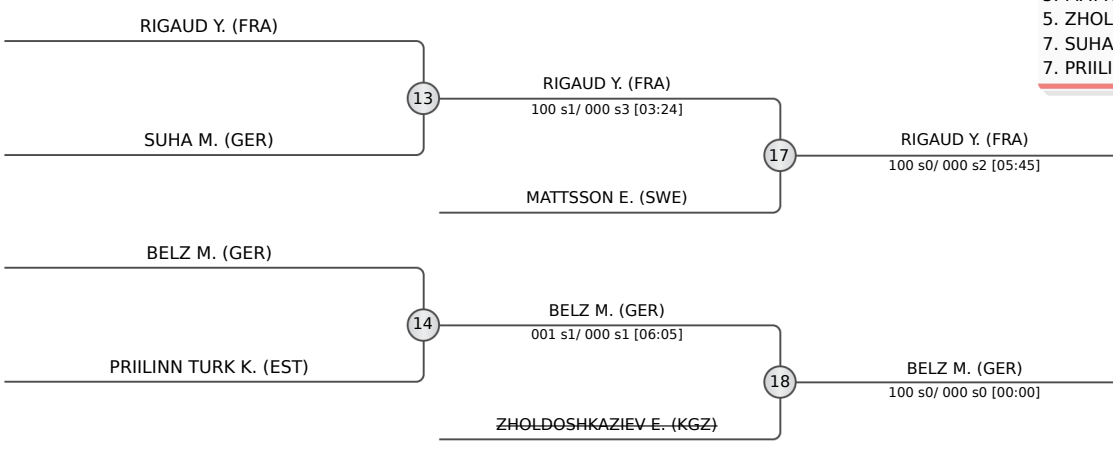 RIGAUD Y. (FRA)
13
SUHA M. (GER)
RIGAUD Y. (FRA)
100 s1/ 000 s3 [03:24]
17
MATTSSON E. (SWE)
RIGAUD Y. (FRA)
100 s0/ 000 s2 [05:45]
BELZ M. (GER)
14
PRIILINN TURK K. (EST)
BELZ M. (GER)
001 s1/ 000 s1 [06:05]
18
ZHOLDOSHKAZIEV E. (KGZ)
BELZ M. (GER)
100 s0/ 000 s0 [00:00]
5. ZHOL
7. SUHA
7. PRIILI